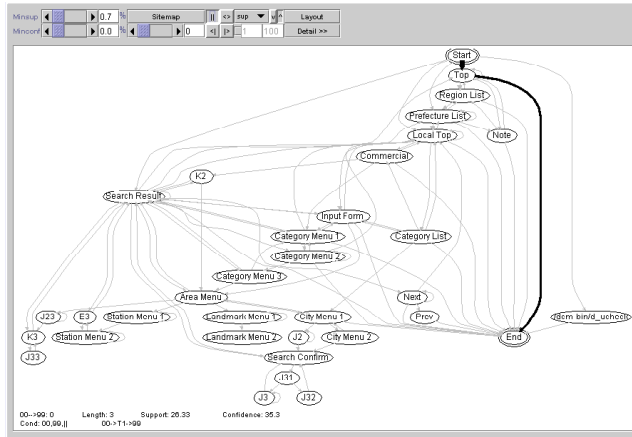 Minsup 0.7 % Sitemap || <> sup v ^ Layout
Minconf 0.0 % 0 <| |> 1 100 Detail >>
Start
Top
Region List
Prefecture List
Local Top Note
Commercial
K2
Search Result
Input Form
Category Menu 1 Category List
Category Menu 2
Category Menu 3
Area Menu Next
J23 E3 Station Menu 1 Landmark Menu 1 City Menu 1 Prev /dcm bin/d_ucheck
K3 Station Menu 2 Landmark Menu 2 J2 City Menu 2 End
J33 Search Confirm
J31
J3 J32
00-->99: 0 Length: 3 Support: 26.33 Confidence: 35.3
Cond: 00,99,|| 00->T1->99